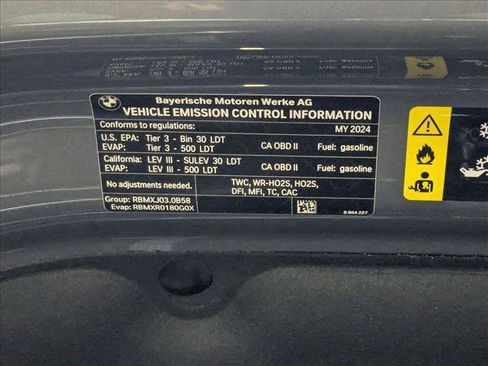 BMW
Bayerische Motoren Werke AG
VEHICLE EMISSION CONTROL INFORMATION
Conforms to regulations: MY 2024
U.S. EPA: Tier 3 - Bin 30 LDT
EVAP: Tier 3 - 500 LDT CA OBD II Fuel: gasoline
California: LEV III - SULEV 30 LDT
EVAP: LEV III - 500 LDT CA OBD II Fuel: gasoline
No adjustments needed. TWC, WR-HO2S, HO2S,
DFI, MFI, TC, CAC
Group: RBMXJ03.0B58
Evap: RBMXR0180G0X